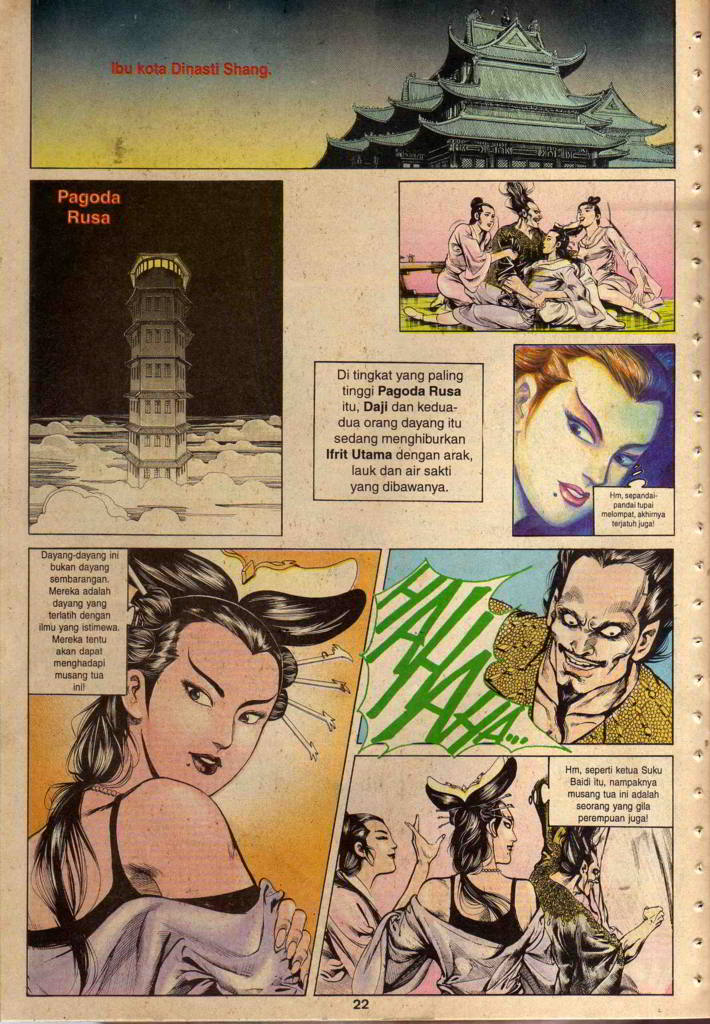 Ibu kota Dinasti Shang.
Pagoda
Rusa
Di tingkat yang paling
tinggi Pagoda Rusa
itu, Daji dan kedua-
dua orang dayang itu
sedang menghiburkan
Ifrit Utama dengan arak,
lauk dan air sakti
yang dibawanya.
Hm, sepandai-
pandai tupai
melompat, akhirnya
terjatuh juga!
Dayang-dayang ini
bukan dayang
sembarangan.
Mereka adalah
dayang yang
terlatih dengan
ilmu yang istimewa.
Mereka tentu
akan dapat
menghadapi
musang tua
ini!
HAHA
HAHAHA
HAHA...
Hm, seperti ketua Suku
Baidi itu, nampaknya
musang tua ini adalah
seorang yang gila
perempuan juga!
22